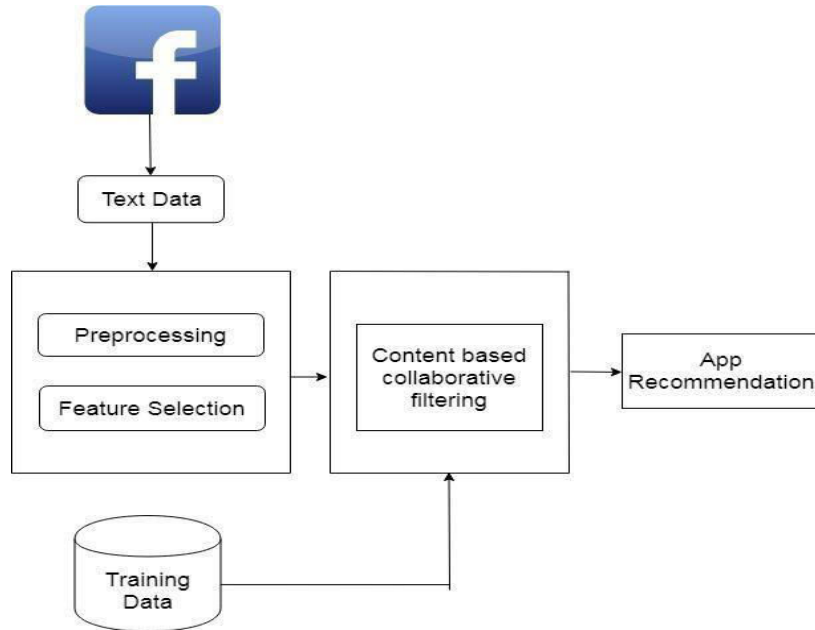 f
Text Data
Preprocessing
Feature Selection
Content based
collaborative
filtering
App
Recommendation
Training
Data